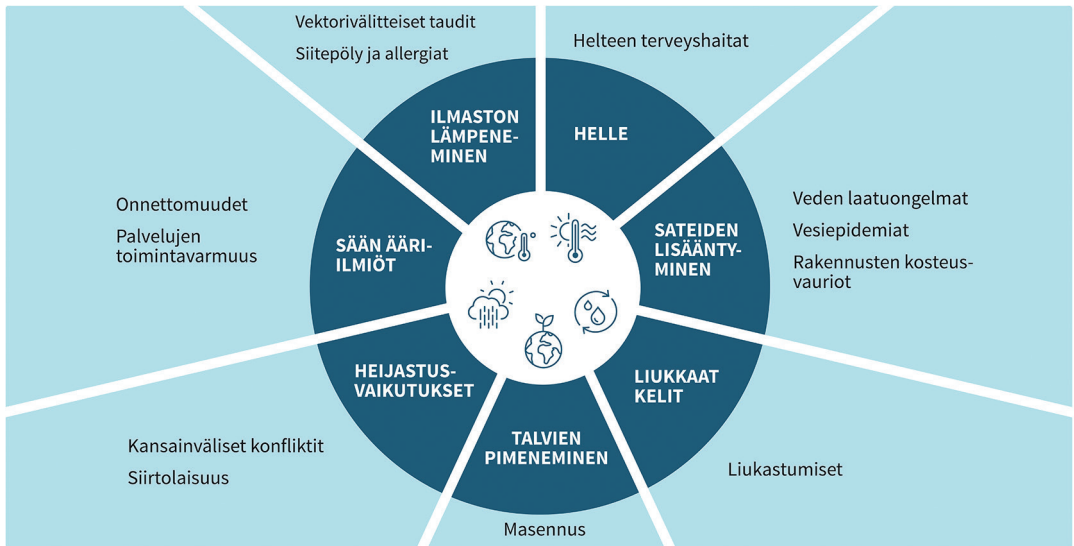 Vektorivälitteiset taudit
Siitepöly ja allergiat
ILMASTON
LÄMPENE-
MINEN
Helteen terveyshaitat
HELLE
Veden laatuongelmat
Vesiepidemiat
Rakennusten kosteus-
vauriot
SATEIDEN
LISÄÄNTY-
MINEN
LIUKKAAT
KELIT
Liukastumiset
TALVIEN
PIMENEMINEN
Masennus
HEIJASTUS-
VAIKUTUKSET
Kansainväliset konfliktit
Siirtolaisuus
SÄÄN ÄÄRI-
ILMIÖT
Onnettomuudet
Palvelujen
toimintavarmuus